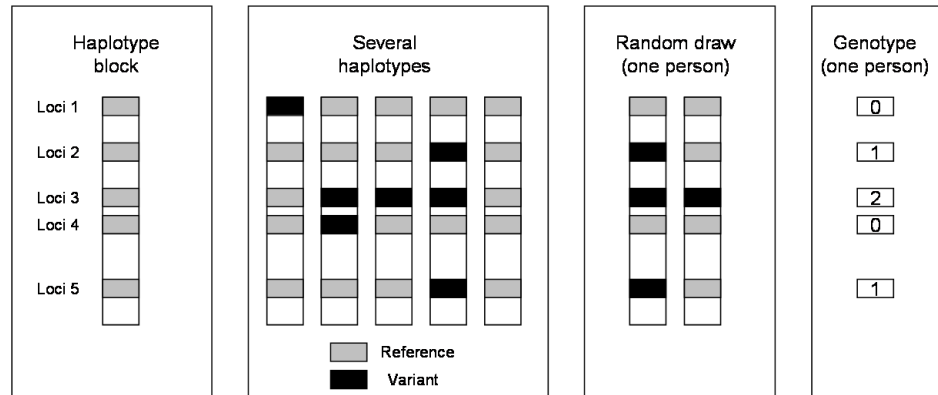 Haplotype
block
Several
haplotypes
Random draw
(one person)
Genotype
(one person)
Loci 1
0
Loci 2
1
Loci 3
2
Loci 4
0
Loci 5
1
Reference
Variant